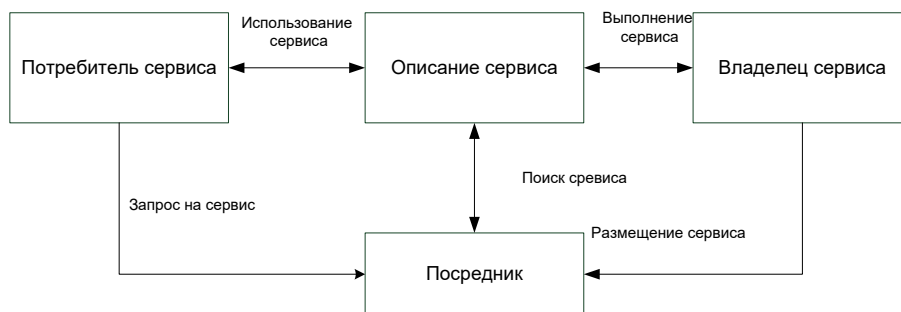 Использование
сервиса
Выполнение
сервиса
Потребитель сервиса
Описание сервиса
Владелец сервиса
Запрос на сервис
Поиск сревиса
Размещение сервиса
Посредник